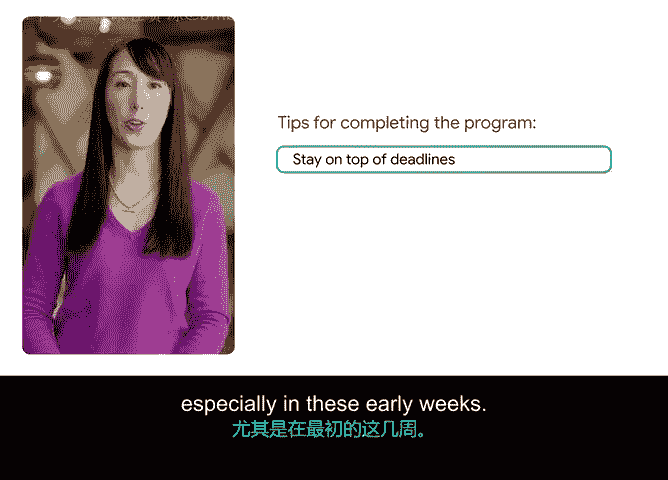 Tips for completing the program:
Stay on top of deadlines
especially in these early weeks.
尤其是在最初的这几周。